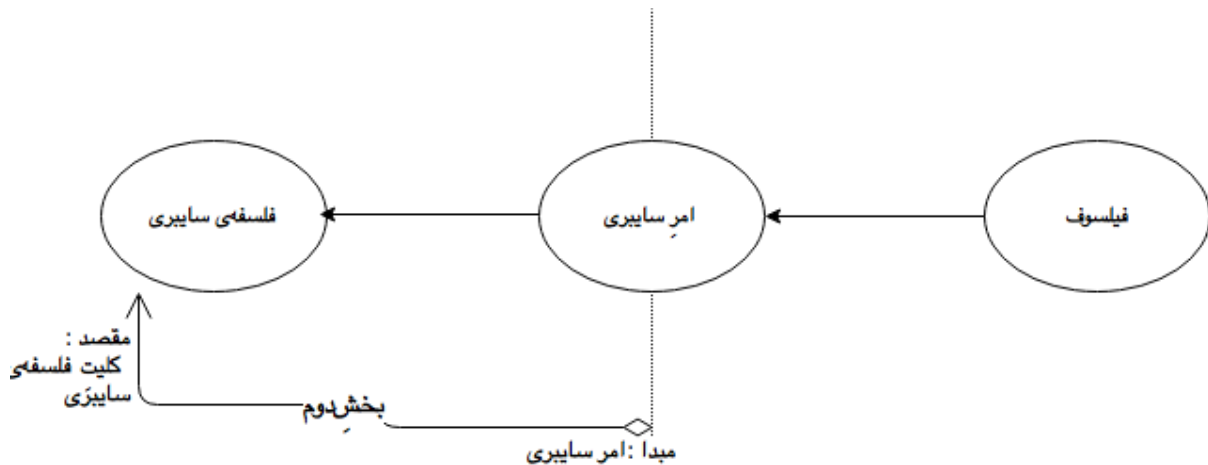 فیلسوف
امرِ سایبری
فلسفه‌ی سایبری
مقصد :
کلیت فلسفه‌ی
سایبرَی
بخشِ‌دوم
مبدا :امر سایبری